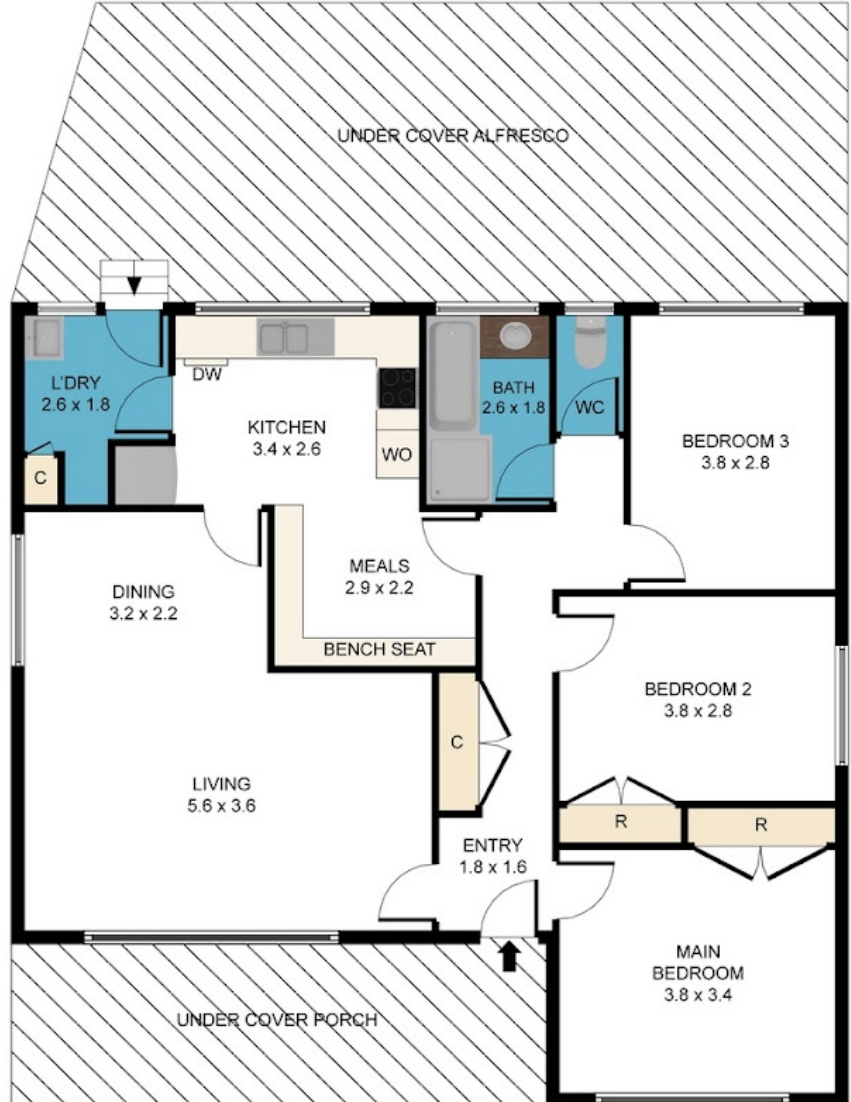 UNDER COVER ALFRESCO
L'DRY
2.6 x 1.8
C
DW
KITCHEN
3.4 x 2.6
WO
BATH
2.6 x 1.8
WC
BEDROOM 3
3.8 x 2.8
DINING
3.2 x 2.2
MEALS
2.9 x 2.2
BENCH SEAT
BEDROOM 2
3.8 x 2.8
C
LIVING
5.6 x 3.6
R
R
ENTRY
1.8 x 1.6
MAIN
BEDROOM
3.8 x 3.4
UNDER COVER PORCH